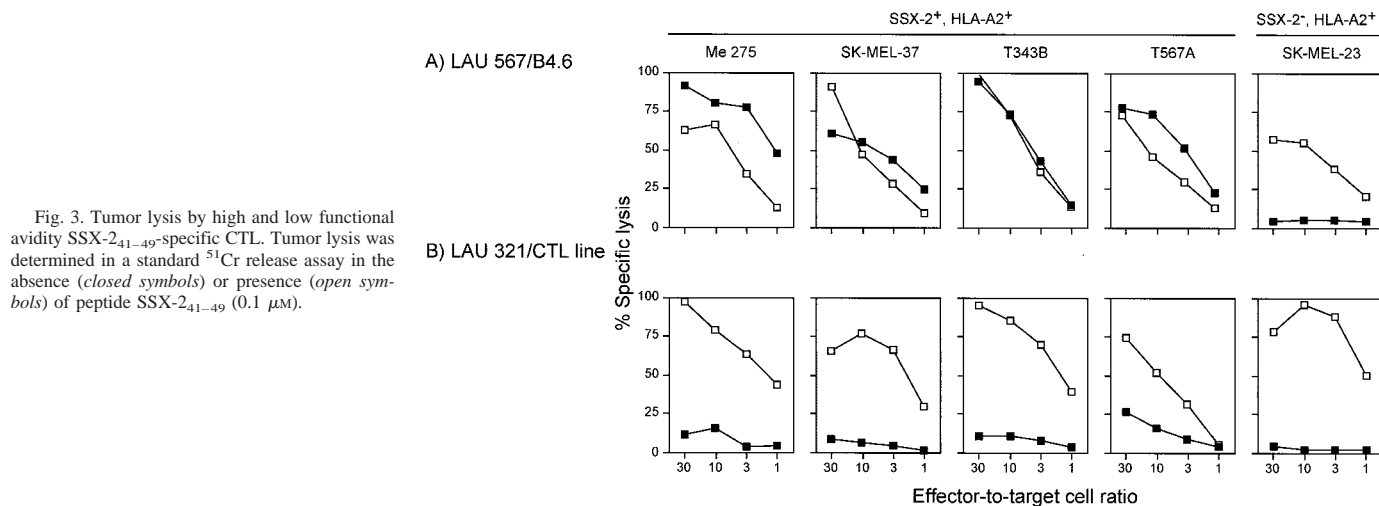 Fig. 3. Tumor lysis by high and low functional
avidity SSX-2₄₁₋₄₉-specific CTL. Tumor lysis was
determined in a standard ⁵¹Cr release assay in the
absence (closed symbols) or presence (open sym-
bols) of peptide SSX-2₄₁₋₄₉ (0.1 μM).
SSX-2⁺, HLA-A2⁺
SSX-2⁻, HLA-A2⁺
A) LAU 567/B4.6
Me 275
SK-MEL-37
T343B
T567A
SK-MEL-23
100
75
50
25
0
B) LAU 321/CTL line
% Specific lysis
100
75
50
25
0
30 10 3 1
30 10 3 1
30 10 3 1
30 10 3 1
30 10 3 1
Effector-to-target cell ratio